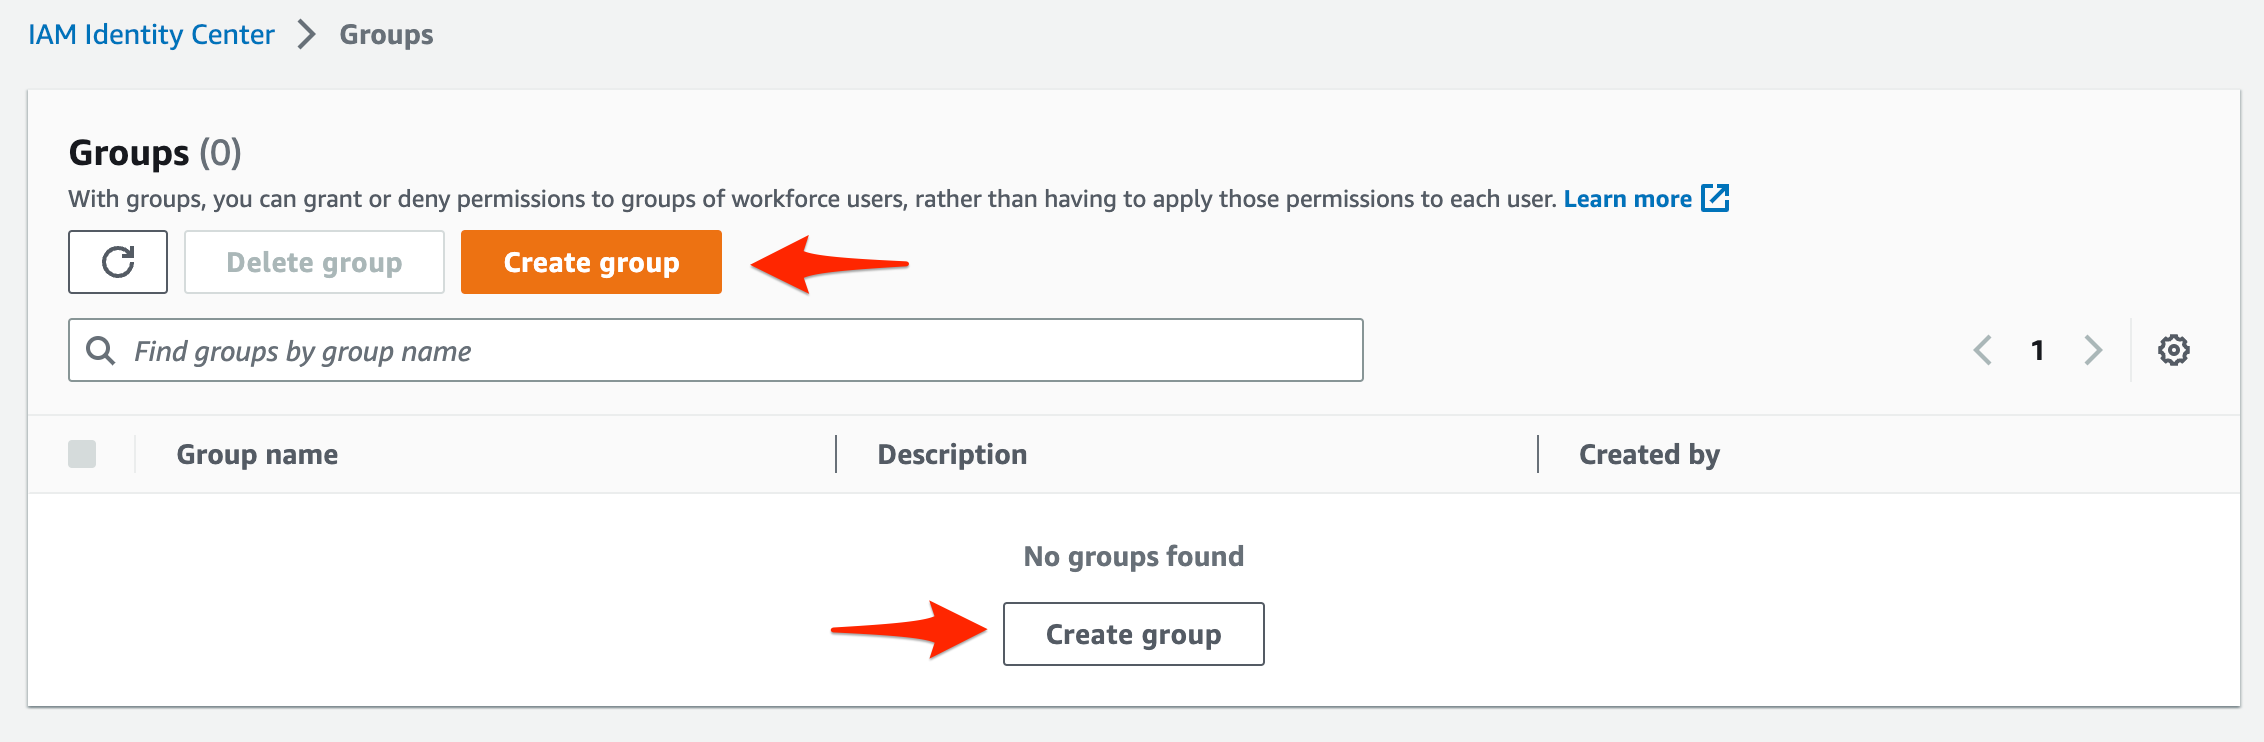 IAM Identity Center > Groups
Groups (0)
With groups, you can grant or deny permissions to groups of workforce users, rather than having to apply those permissions to each user. Learn more
Delete group Create group
Find groups by group name 1
Group name Description Created by
No groups found
Create group